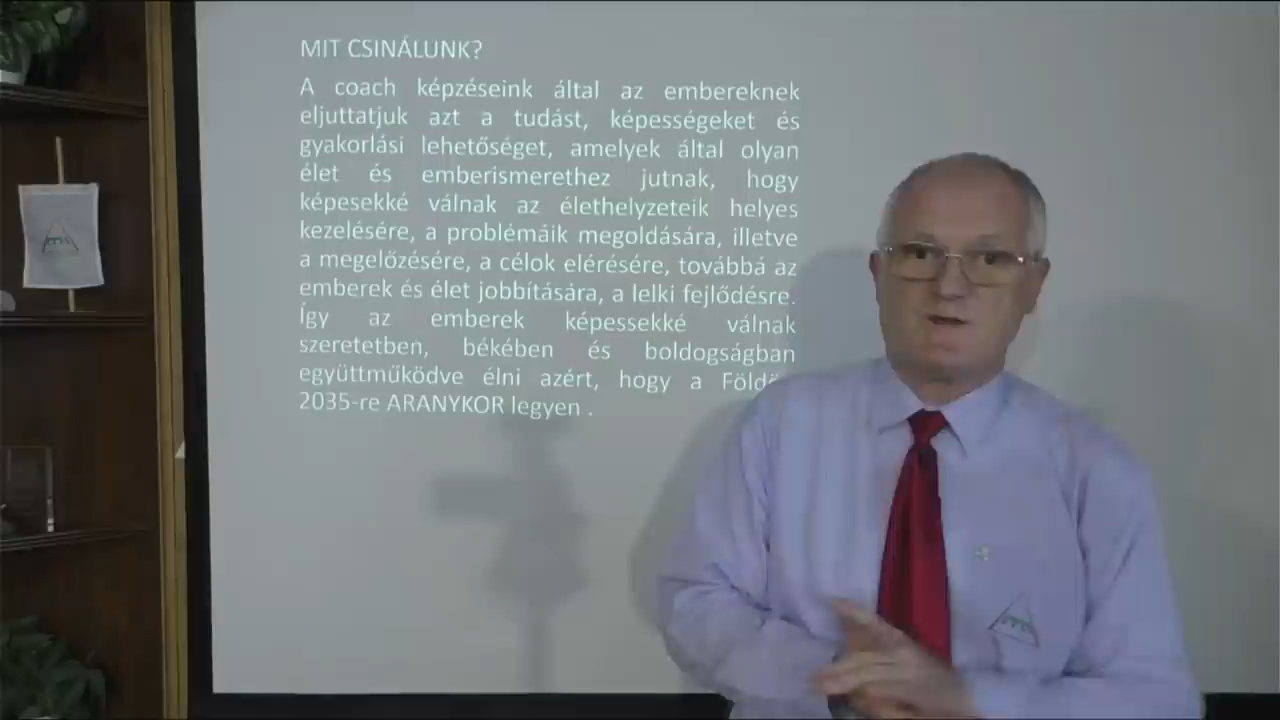 MIT CSINÁLUNK?
A coach képzéseink által az embereknek
eljuttatjuk azt a tudást, képességeket és
gyakorlási lehetőséget, amelyek által olyan
élet és emberismerethez jutnak, hogy
képesekké válnak az élethelyzeteik helyes
kezelésére, a problémáik megoldására, illetve
a megelőzésére, a célok elérésére, továbbá az
emberek és élet jobbítására, a lelki fejlődésre.
Így az emberek képessekké válnak
szeretetben, békében és boldogságban
együttműködve élni azért, hogy a
2035-re ARANYKOR legyen .